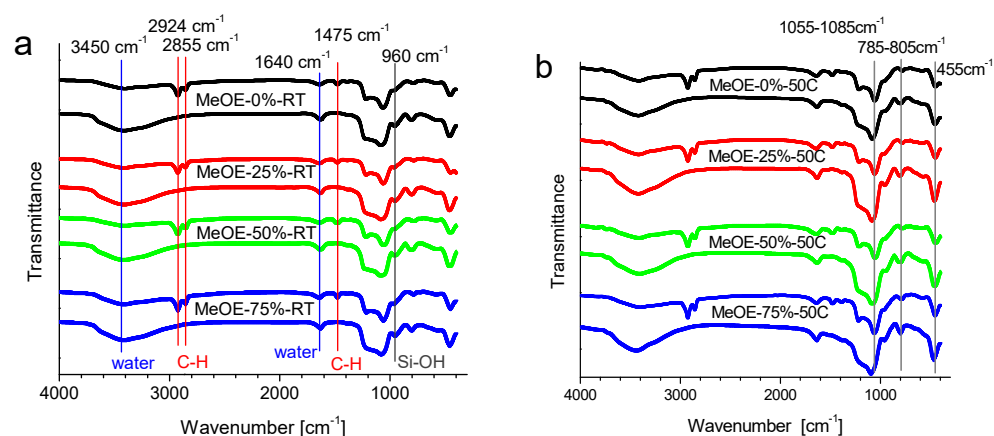 a
3450 cm-1
2924 cm-1
2855 cm-1
1640 cm-1
1475 cm-1
960 cm-1
MeOE-0%-RT
MeOE-25%-RT
MeOE-50%-RT
MeOE-75%-RT
water
C-H
water
C-H
Si-OH
Transmittance
4000
3000
2000
1000
Wavenumber [cm-1]
b
1055-1085cm-1
785-805cm-1
455cm-1
MeOE-0%-50C
MeOE-25%-50C
MeOE-50%-50C
MeOE-75%-50C
Transmittance
4000
3000
2000
1000
Wavenumber [cm-1]